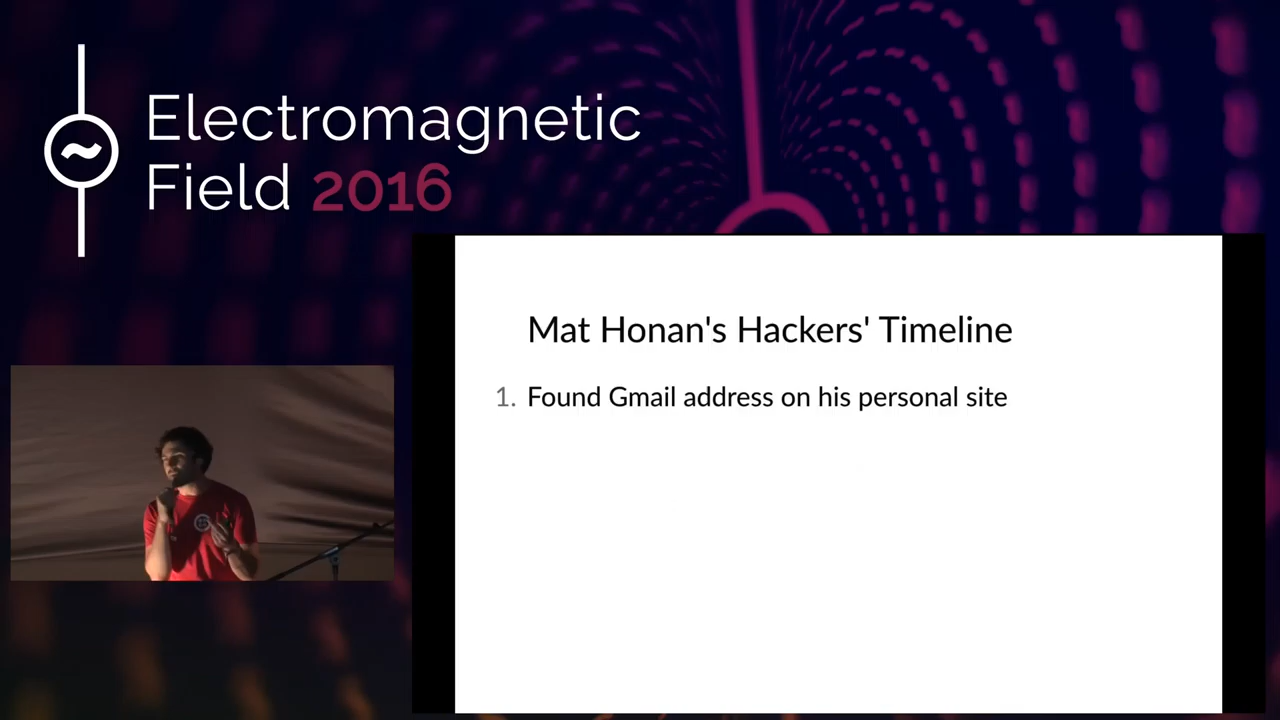 Electromagnetic
Field 2016
Mat Honan's Hackers' Timeline
1. Found Gmail address on his personal site